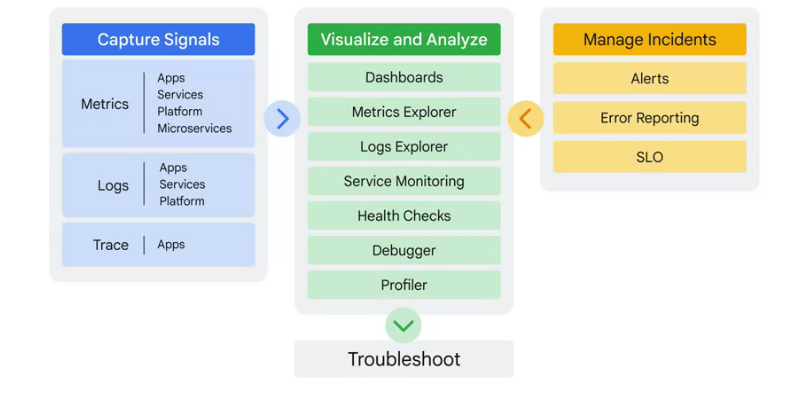 Capture Signals
Metrics
Apps
Services
Platform
Microservices
Logs
Apps
Services
Platform
Trace
Apps
Visualize and Analyze
Dashboards
Metrics Explorer
Logs Explorer
Service Monitoring
Health Checks
Debugger
Profiler
Manage Incidents
Alerts
Error Reporting
SLO
Troubleshoot